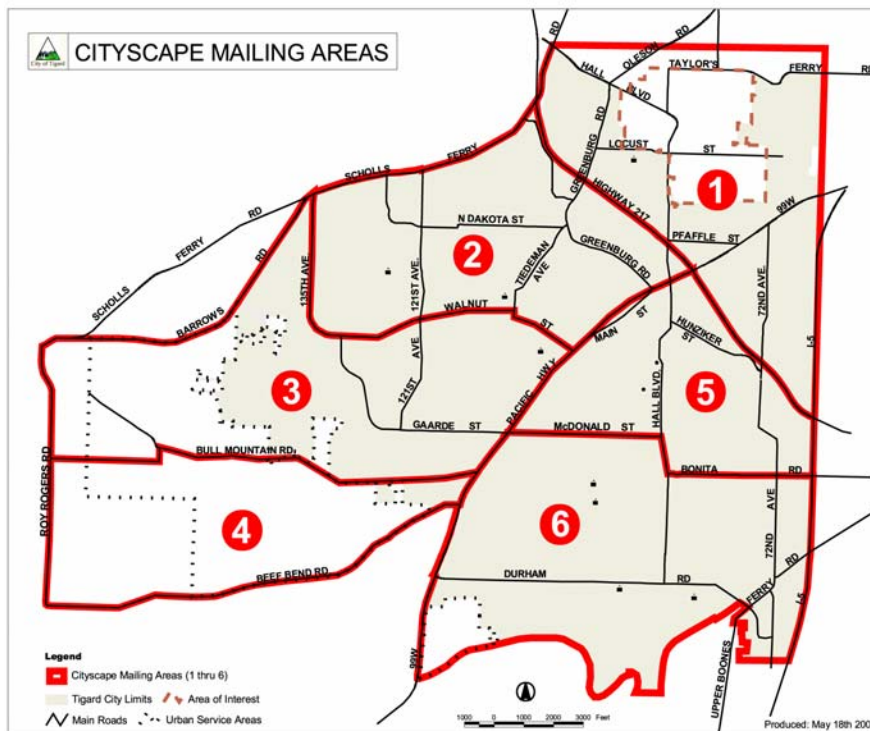 City of Tigard
CITYSCAPE MAILING AREAS
RD
HALL
BLVD
OLESON RD
TAYLOR'S
FERRY
RD
GREENBURG
RD
LOCUST
ST
1
HIGHWAY 217
PFAFFLE ST
99W
SCHOLLS
FERRY
N DAKOTA ST
2
TIEDEMAN
AVE
GREENBURG RD
SCHOLLS
FERRY
RD
BARROWS
RD
135TH AVE.
121ST AVE.
WALNUT
ST
MAIN ST
72ND AVE.
HUNZIKER
ST
I-5
3
121ST
AVE
PACIFIC
HWY
HALL BLVD.
5
GAARDE ST
McDONALD ST
BULL MOUNTAIN RD
BONITA
RD
ROY ROGERS RD
4
6
72ND
AVE
BEEF BEND RD
DURHAM
RD
FERRY
RD
I-5
99W
UPPER BOONES
Legend
Cityscape Mailing Areas (1 thru 6)
Tigard City Limits
Area of Interest
Main Roads
Urban Service Areas
1000 0 1000 2000 3000 Feet
Produced: May 18th 200